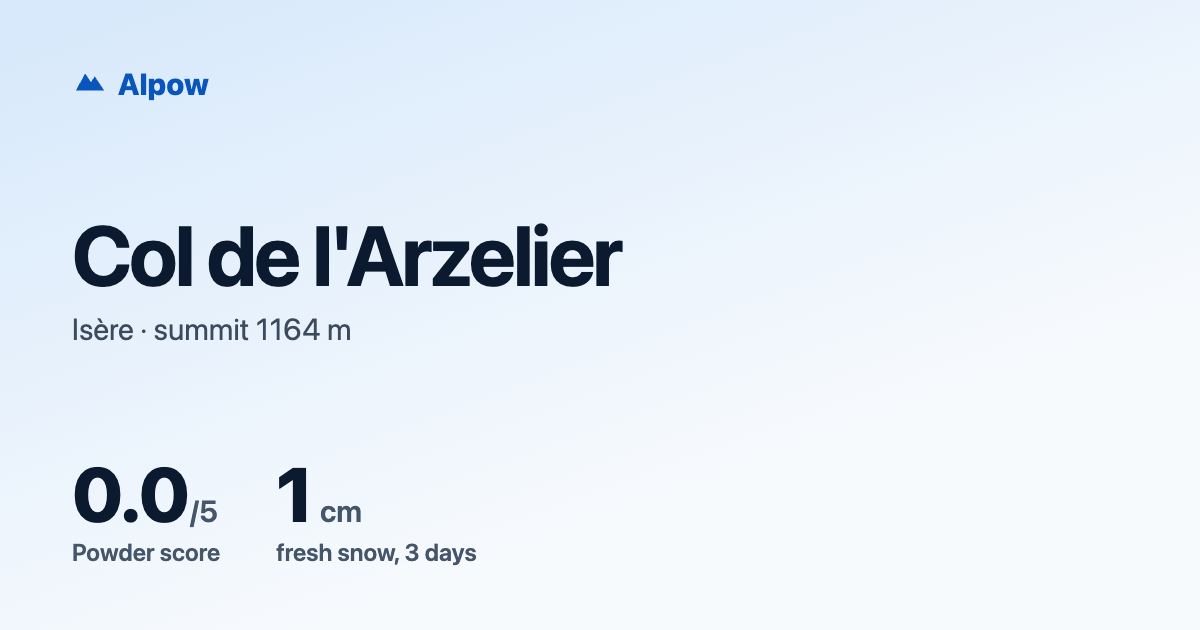 Alpow
Col de l'Arzelier
Isère · summit 1164 m
0.0/5
Powder score
1 cm
fresh snow, 3 days